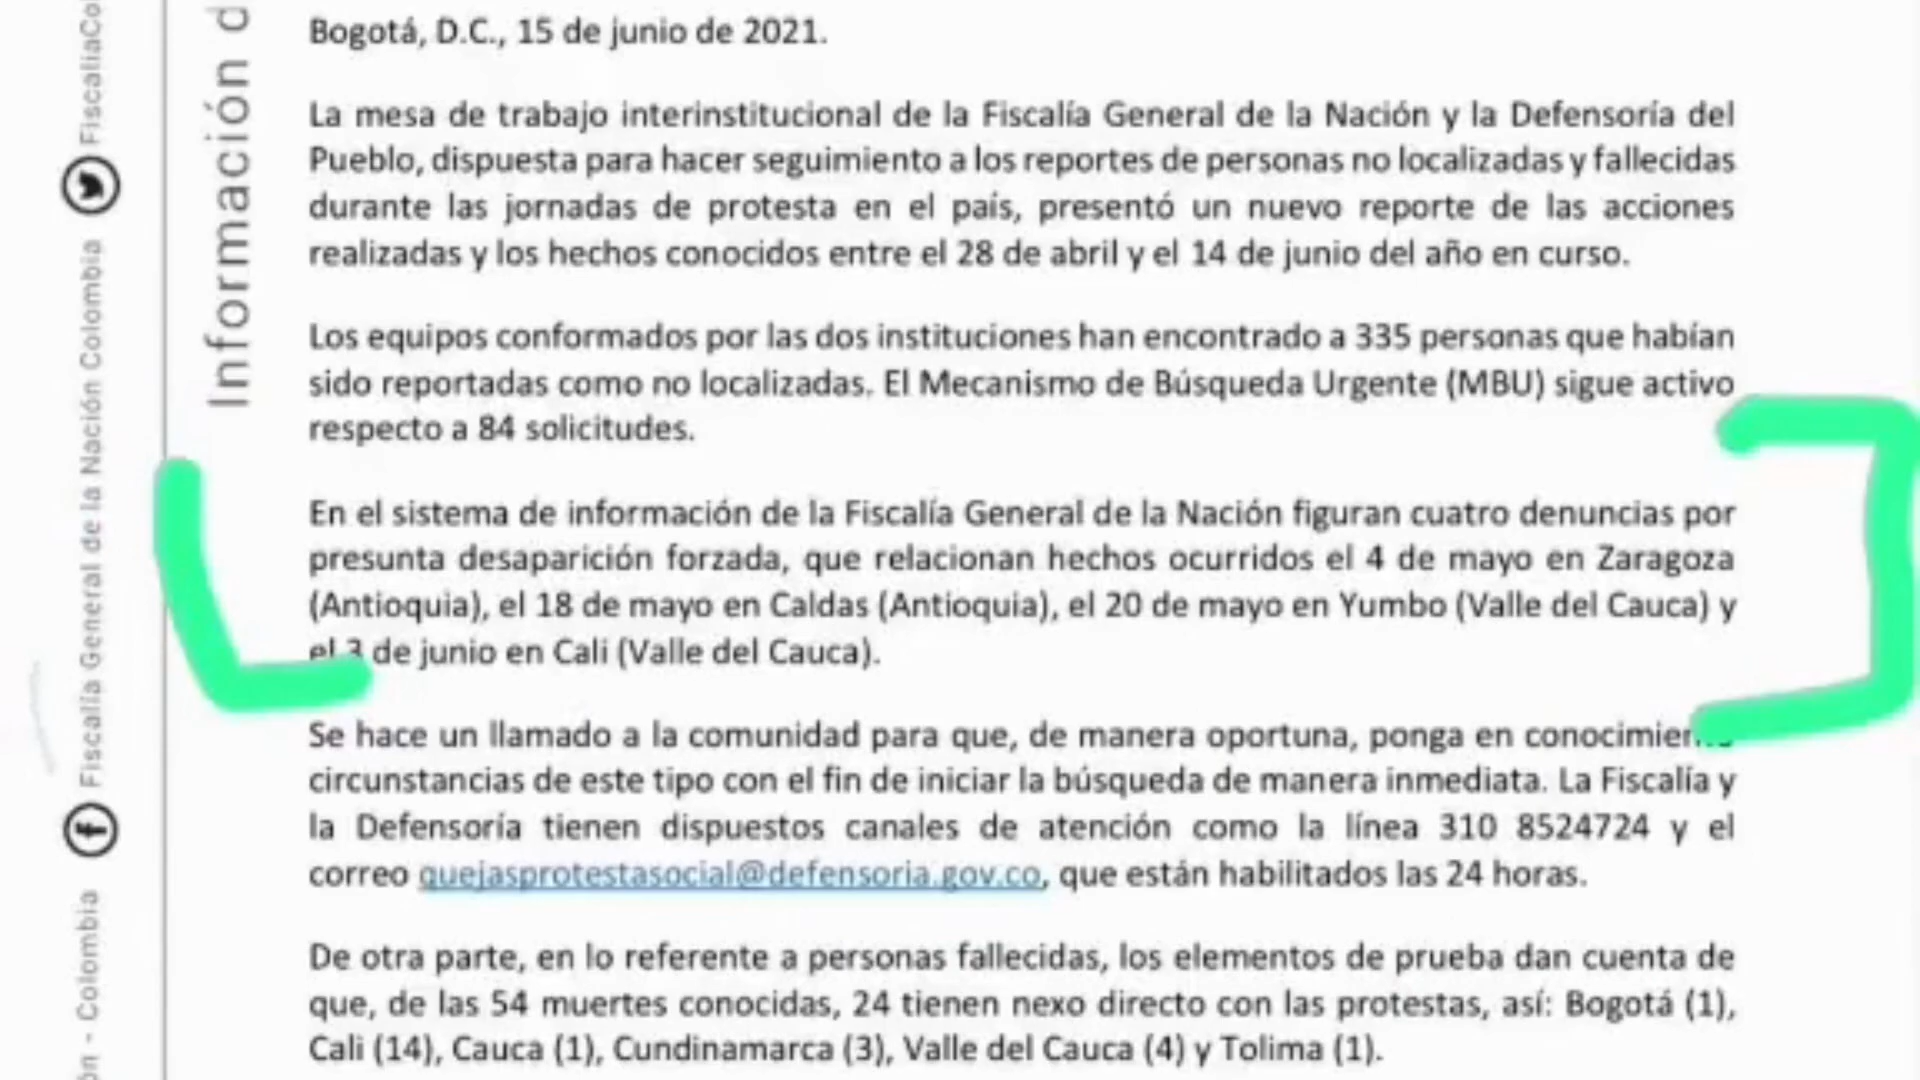 Bogotá, D.C., 15 de junio de 2021.
La mesa de trabajo interinstitucional de la Fiscalía General de la Nación y la Defensoría del
Pueblo, dispuesta para hacer seguimiento a los reportes de personas no localizadas y fallecidas
durante las jornadas de protesta en el país, presentó un nuevo reporte de las acciones
realizadas y los hechos conocidos entre el 28 de abril y el 14 de junio del año en curso.
Los equipos conformados por las dos instituciones han encontrado a 335 personas que habían
sido reportadas como no localizadas. El Mecanismo de Búsqueda Urgente (MBU) sigue activo
respecto a 84 solicitudes.
En el sistema de información de la Fiscalía General de la Nación figuran cuatro denuncias por
presunta desaparición forzada, que relacionan hechos ocurridos el 4 de mayo en Zaragoza
(Antioquia), el 18 de mayo en Caldas (Antioquia), el 20 de mayo en Yumbo (Valle del Cauca) y
el 3 de junio en Cali (Valle del Cauca).
Se hace un llamado a la comunidad para que, de manera oportuna, ponga en conocimien
circunstancias de este tipo con el fin de iniciar la búsqueda de manera inmediata. La Fiscalía y
la Defensoría tienen dispuestos canales de atención como la línea 310 8524724 y el
correo quejasprotestasocial@defensoria.gov.co, que están habilitados las 24 horas.
De otra parte, en lo referente a personas fallecidas, los elementos de prueba dan cuenta de
que, de las 54 muertes conocidas, 24 tienen nexo directo con las protestas, así: Bogotá (1),
Cali (14), Cauca (1), Cundinamarca (3), Valle del Cauca (4) y Tolima (1).
Información d
FiscaliaCo
Fiscalía General de la Nación Colombia
ón - Colombia